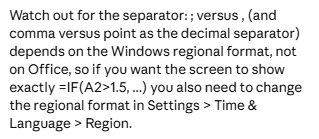 Watch out for the separator: ; versus , (and
comma versus point as the decimal separator)
depends on the Windows regional format, not
on Office, so if you want the screen to show
exactly =IF(A2>1.5, ...) you also need to change
the regional format in Settings > Time &
Language > Region.